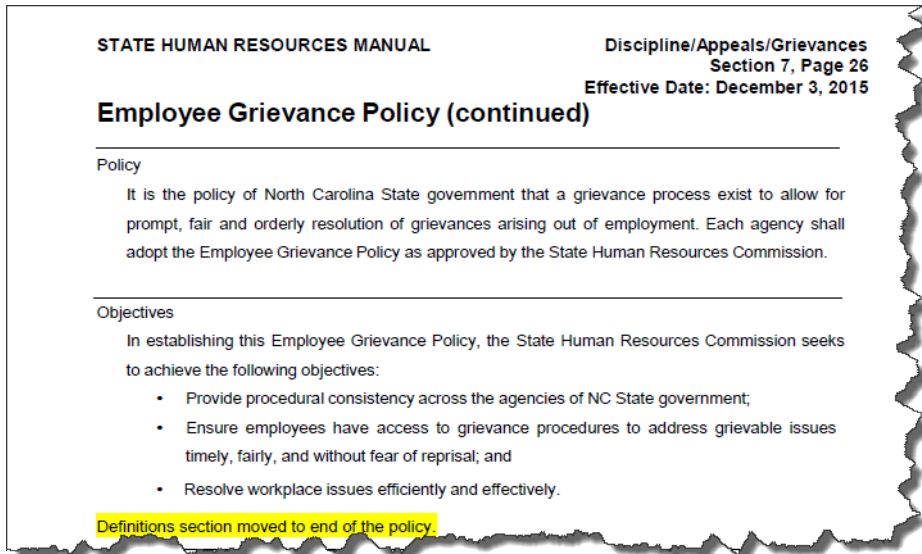 STATE HUMAN RESOURCES MANUAL Discipline/Appeals/Grievances
Section 7, Page 26
Effective Date: December 3, 2015
Employee Grievance Policy (continued)
Policy
It is the policy of North Carolina State government that a grievance process exist to allow for
prompt, fair and orderly resolution of grievances arising out of employment. Each agency shall
adopt the Employee Grievance Policy as approved by the State Human Resources Commission.
Objectives
In establishing this Employee Grievance Policy, the State Human Resources Commission seeks
to achieve the following objectives:
• Provide procedural consistency across the agencies of NC State government;
• Ensure employees have access to grievance procedures to address grievable issues
timely, fairly, and without fear of reprisal; and
• Resolve workplace issues efficiently and effectively.
Definitions section moved to end of the policy.